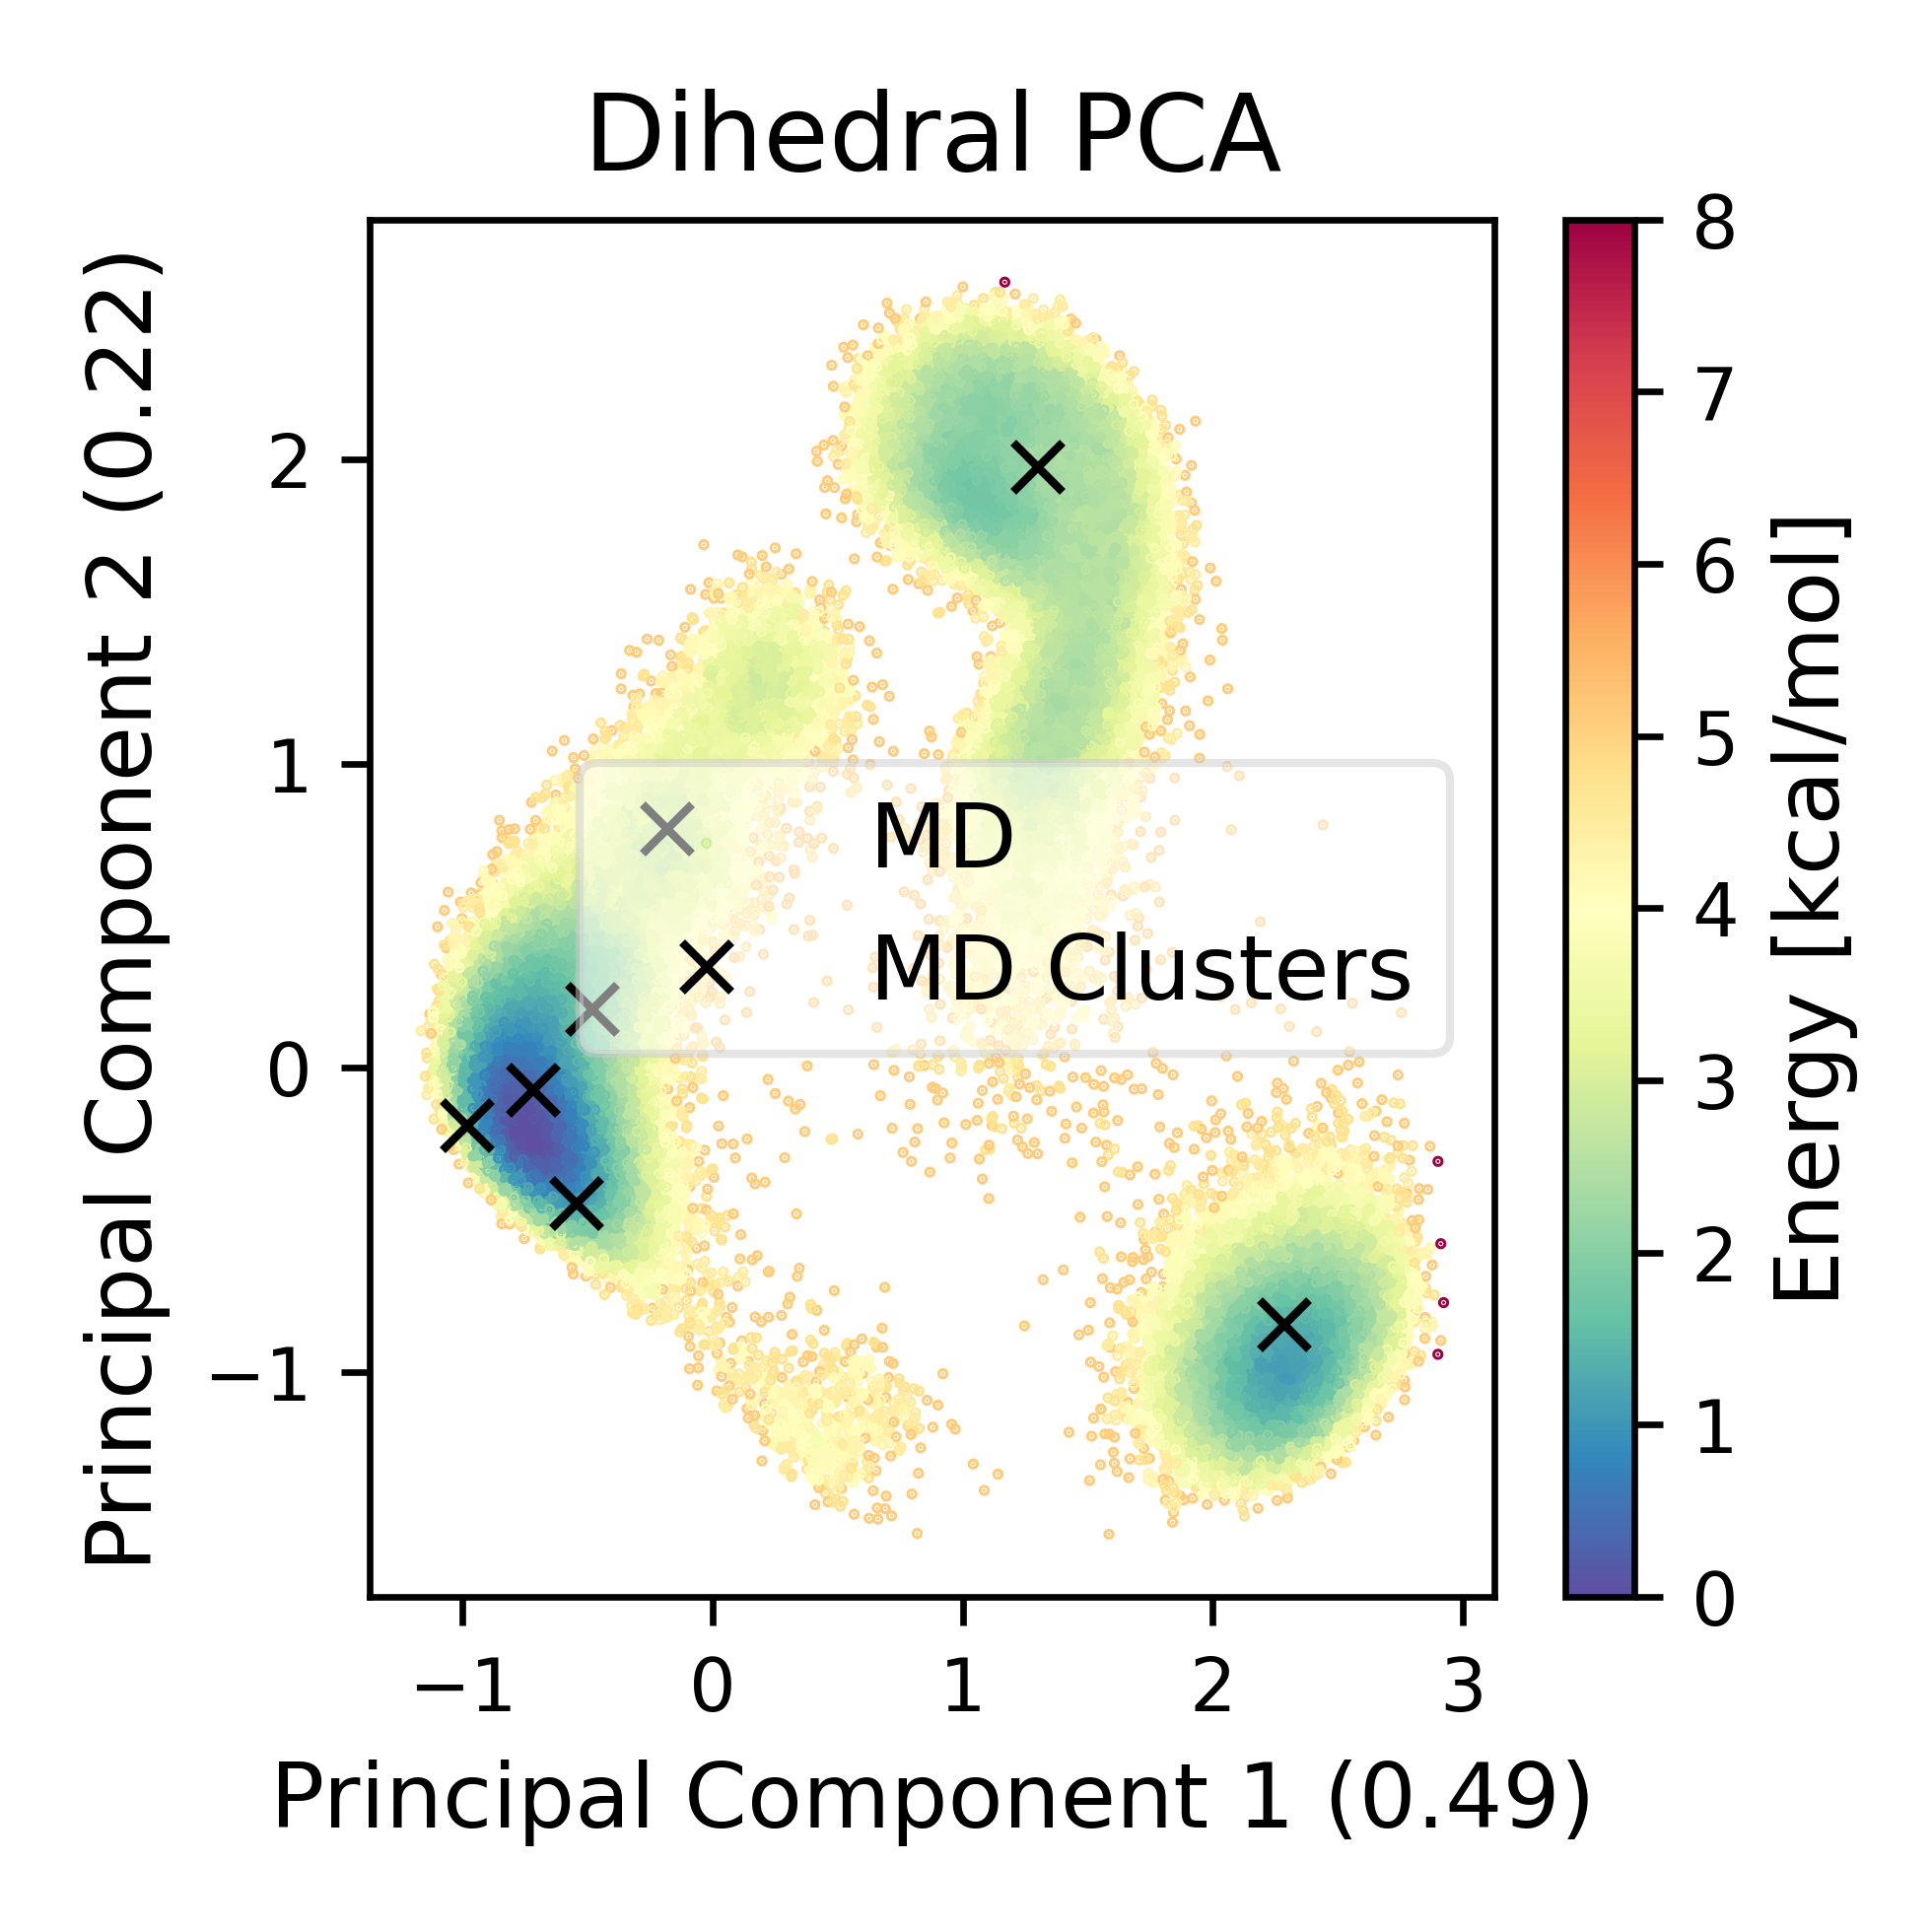 Dihedral PCA
Principal Component 2 (0.22)
2
1
0
−1
MD
MD Clusters
−1 0 1 2 3
Principal Component 1 (0.49)
8
7
6
5
4
3
2
1
0
Energy [kcal/mol]